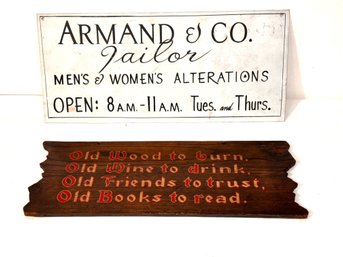 ARMAND & CO.
Tailor
MEN'S & WOMEN'S ALTERATIONS
OPEN: 8 A.M.-11 A.M. Tues. and Thurs.
Old Wood to burn,
Old Wine to drink,
Old Friends to trust,
Old Books to read.